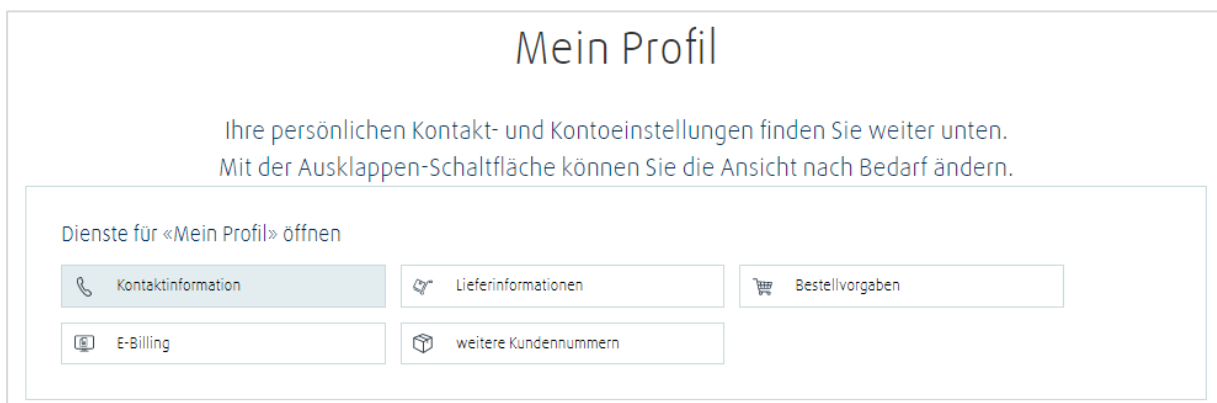 Mein Profil
Ihre persönlichen Kontakt- und Kontoeinstellungen finden Sie weiter unten.
Mit der Ausklappen-Schaltfläche können Sie die Ansicht nach Bedarf ändern.
Dienste für «Mein Profil» öffnen
Kontaktinformation
Lieferinformationen
Bestellvorgaben
E-Billing
weitere Kundennummern